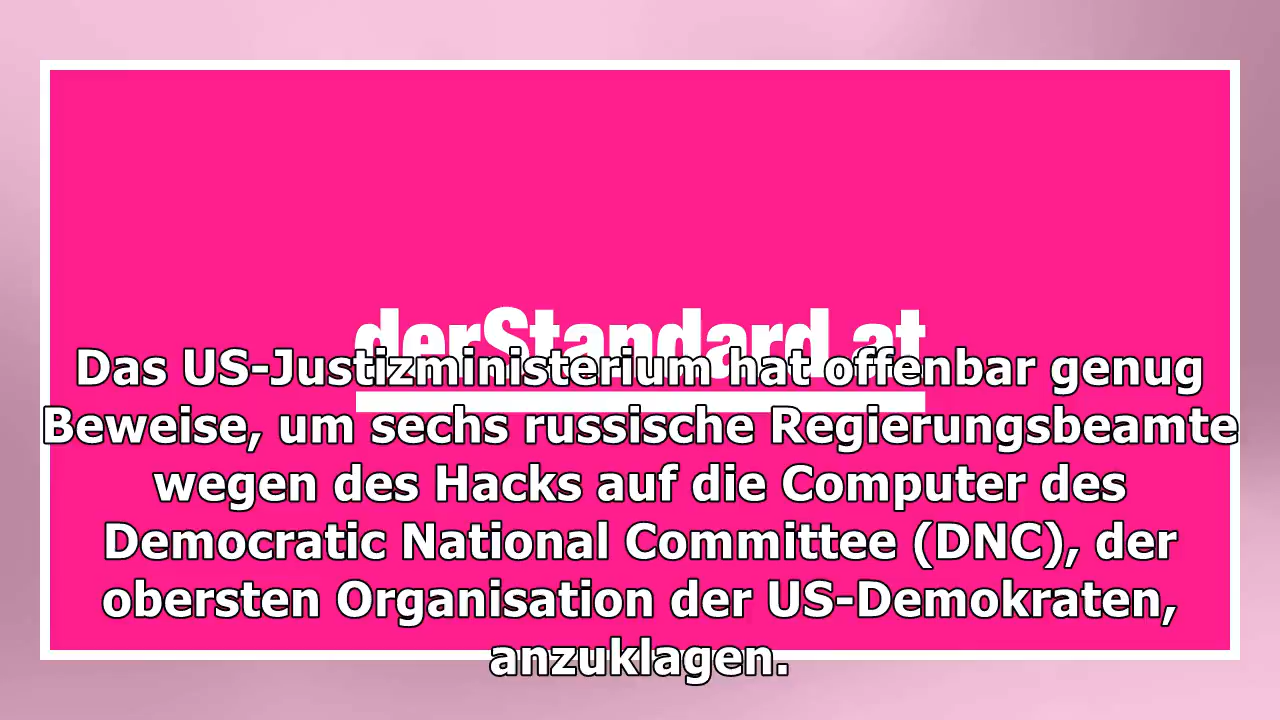 derStandard.at
Das US-Justizministerium hat offenbar genug
Beweise, um sechs russische Regierungsbeamte
wegen des Hacks auf die Computer des
Democratic National Committee (DNC), der
obersten Organisation der US-Demokraten,
anzuklagen.